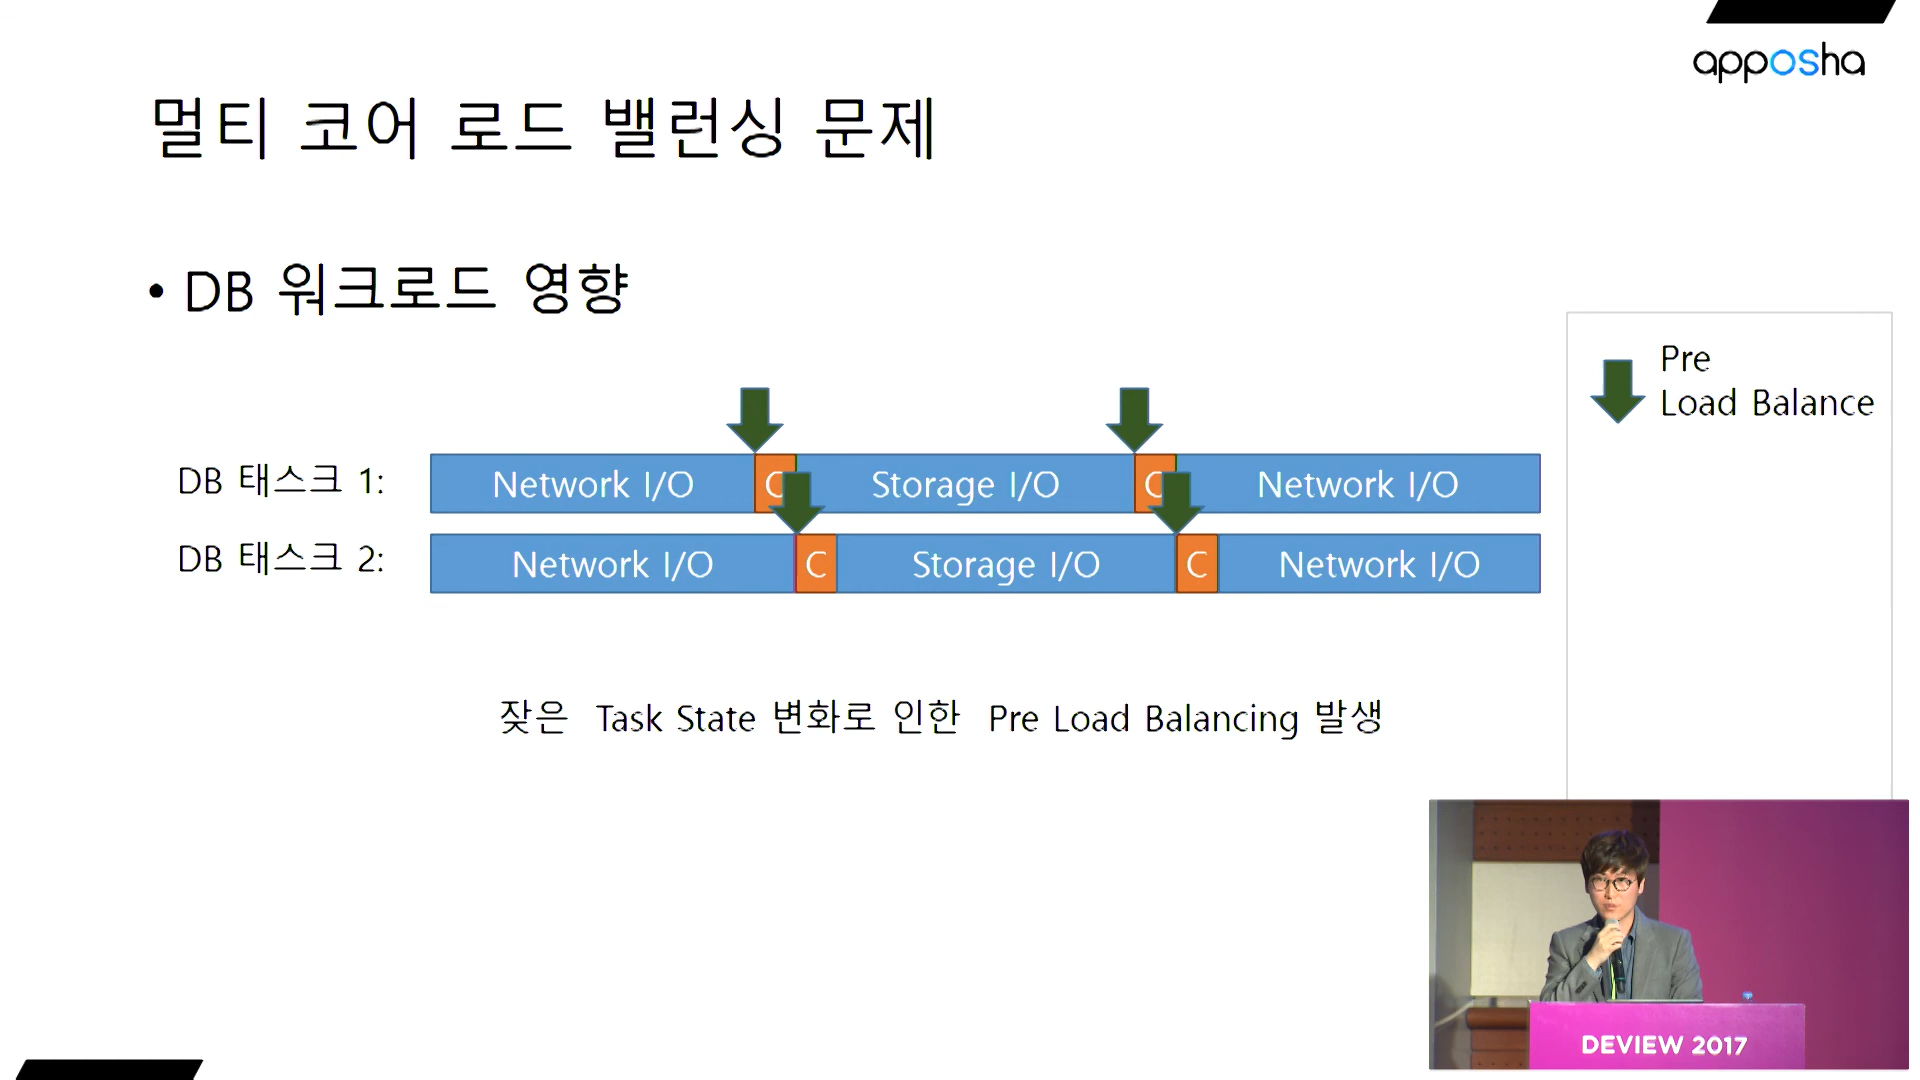 apposha
멀티 코어 로드 밸런싱 문제
• DB 워크로드 영향
Pre
Load Balance
DB 태스크 1:
Network I/O
C
Storage I/O
C
Network I/O
DB 태스크 2:
Network I/O
C
Storage I/O
C
Network I/O
잦은 Task State 변화로 인한 Pre Load Balancing 발생
DEVIEW 2017